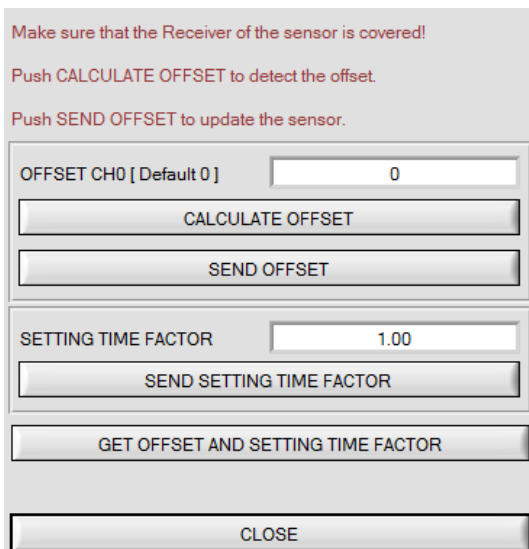 Make sure that the Receiver of the sensor is covered!
Push CALCULATE OFFSET to detect the offset.
Push SEND OFFSET to update the sensor.
OFFSET CH0 [ Default 0 ] 0
CALCULATE OFFSET
SEND OFFSET
SETTING TIME FACTOR 1.00
SEND SETTING TIME FACTOR
GET OFFSET AND SETTING TIME FACTOR
CLOSE